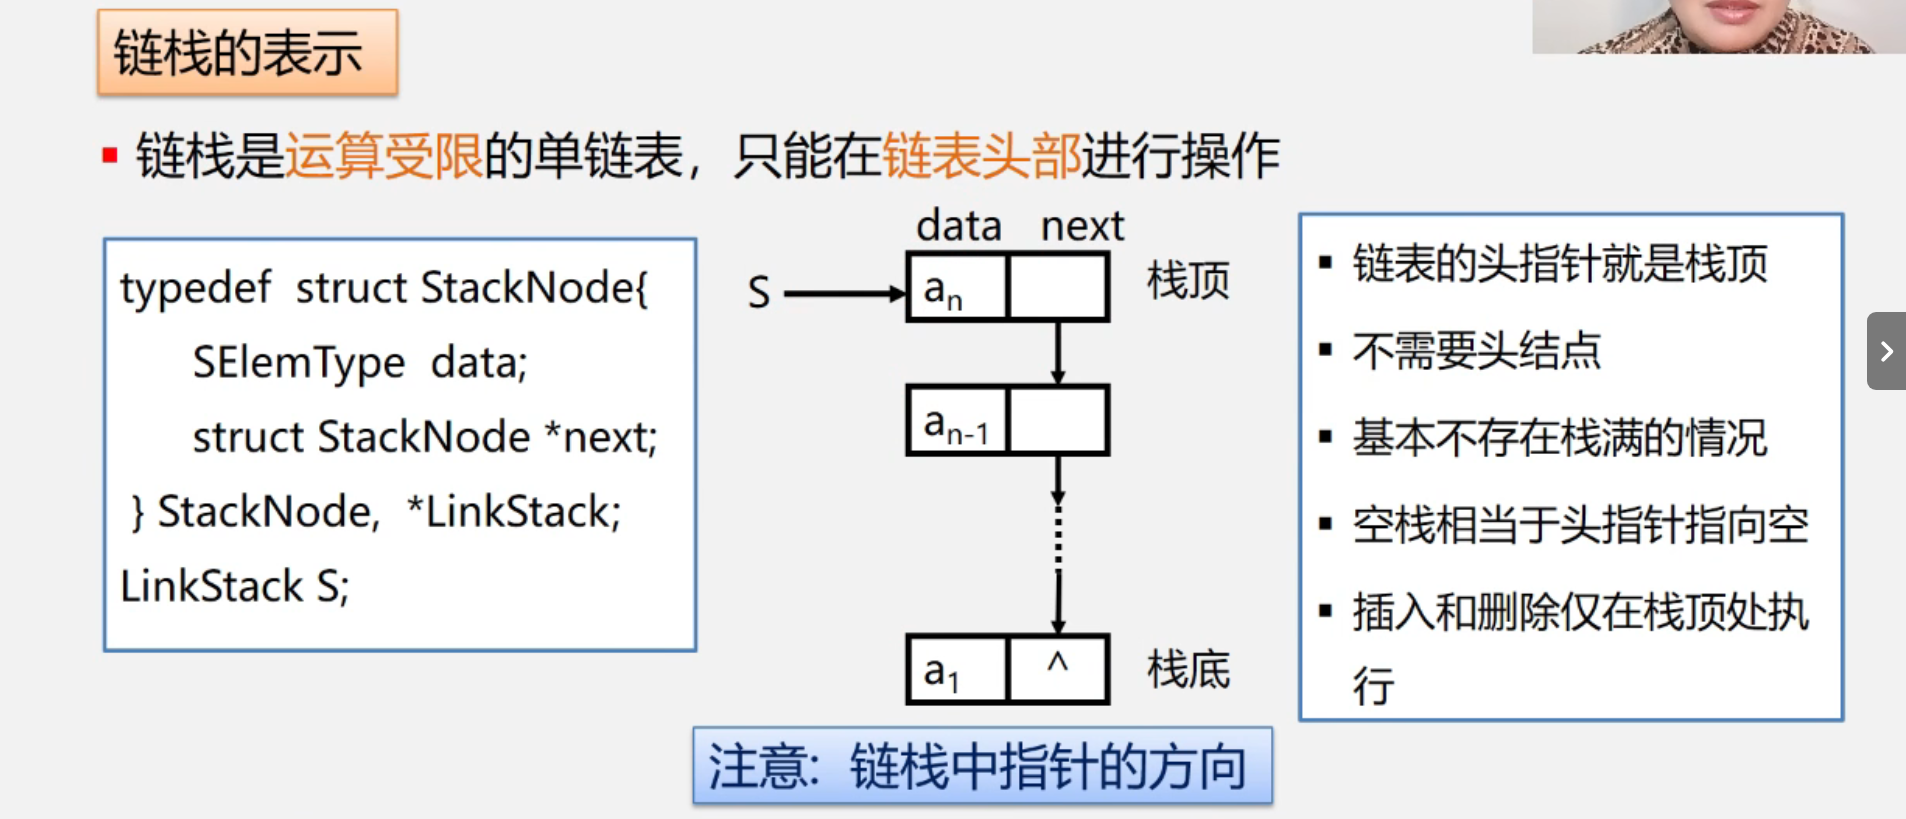 链栈的表示
链栈是运算受限的单链表，只能在链表头部进行操作
typedef struct StackNode{
SElemType data;
struct StackNode *next;
} StackNode, *LinkStack;
LinkStack S;
data next
S
an
栈顶
an-1
a1 ^
栈底
链表的头指针就是栈顶
不需要头结点
基本不存在栈满的情况
空栈相当于头指针指向空
插入和删除仅在栈顶处执
行
注意：链栈中指针的方向